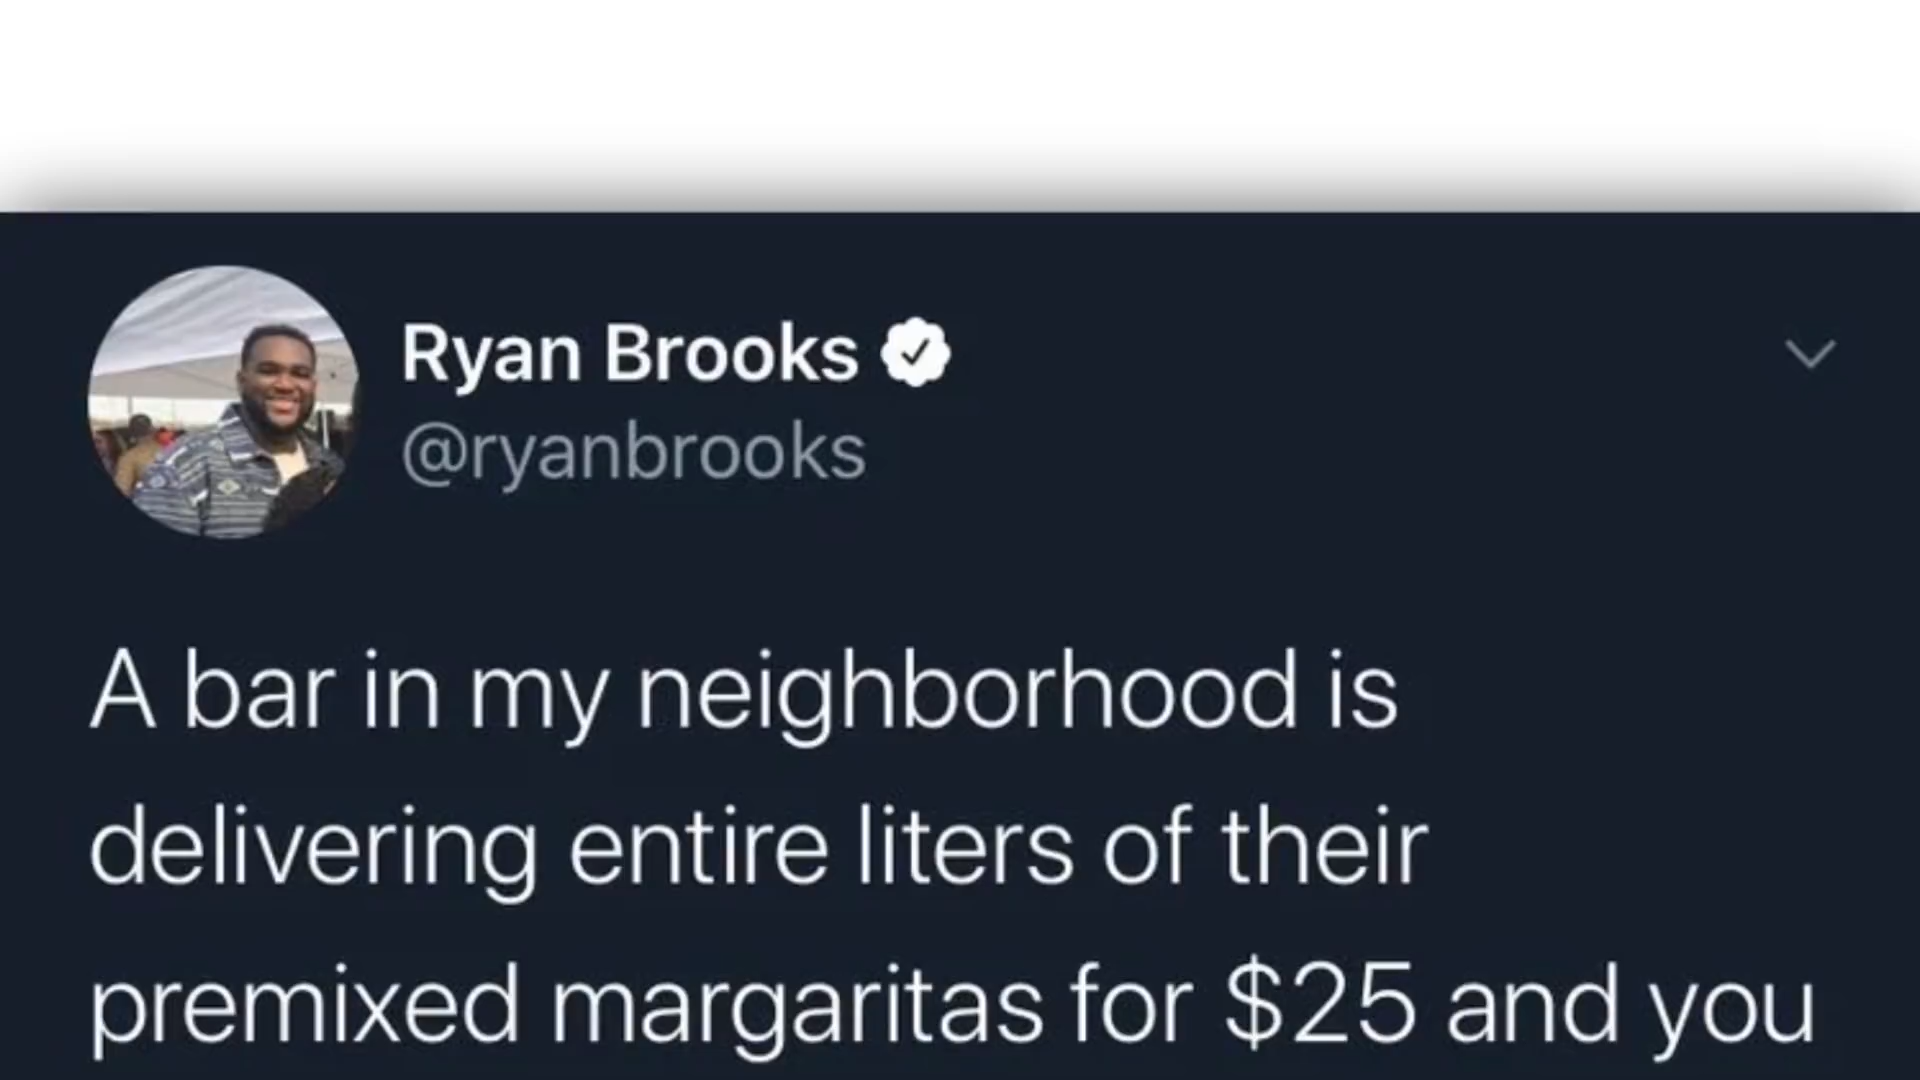 Ryan Brooks
@ryanbrooks
A bar in my neighborhood is
delivering entire liters of their
premixed margaritas for $25 and you